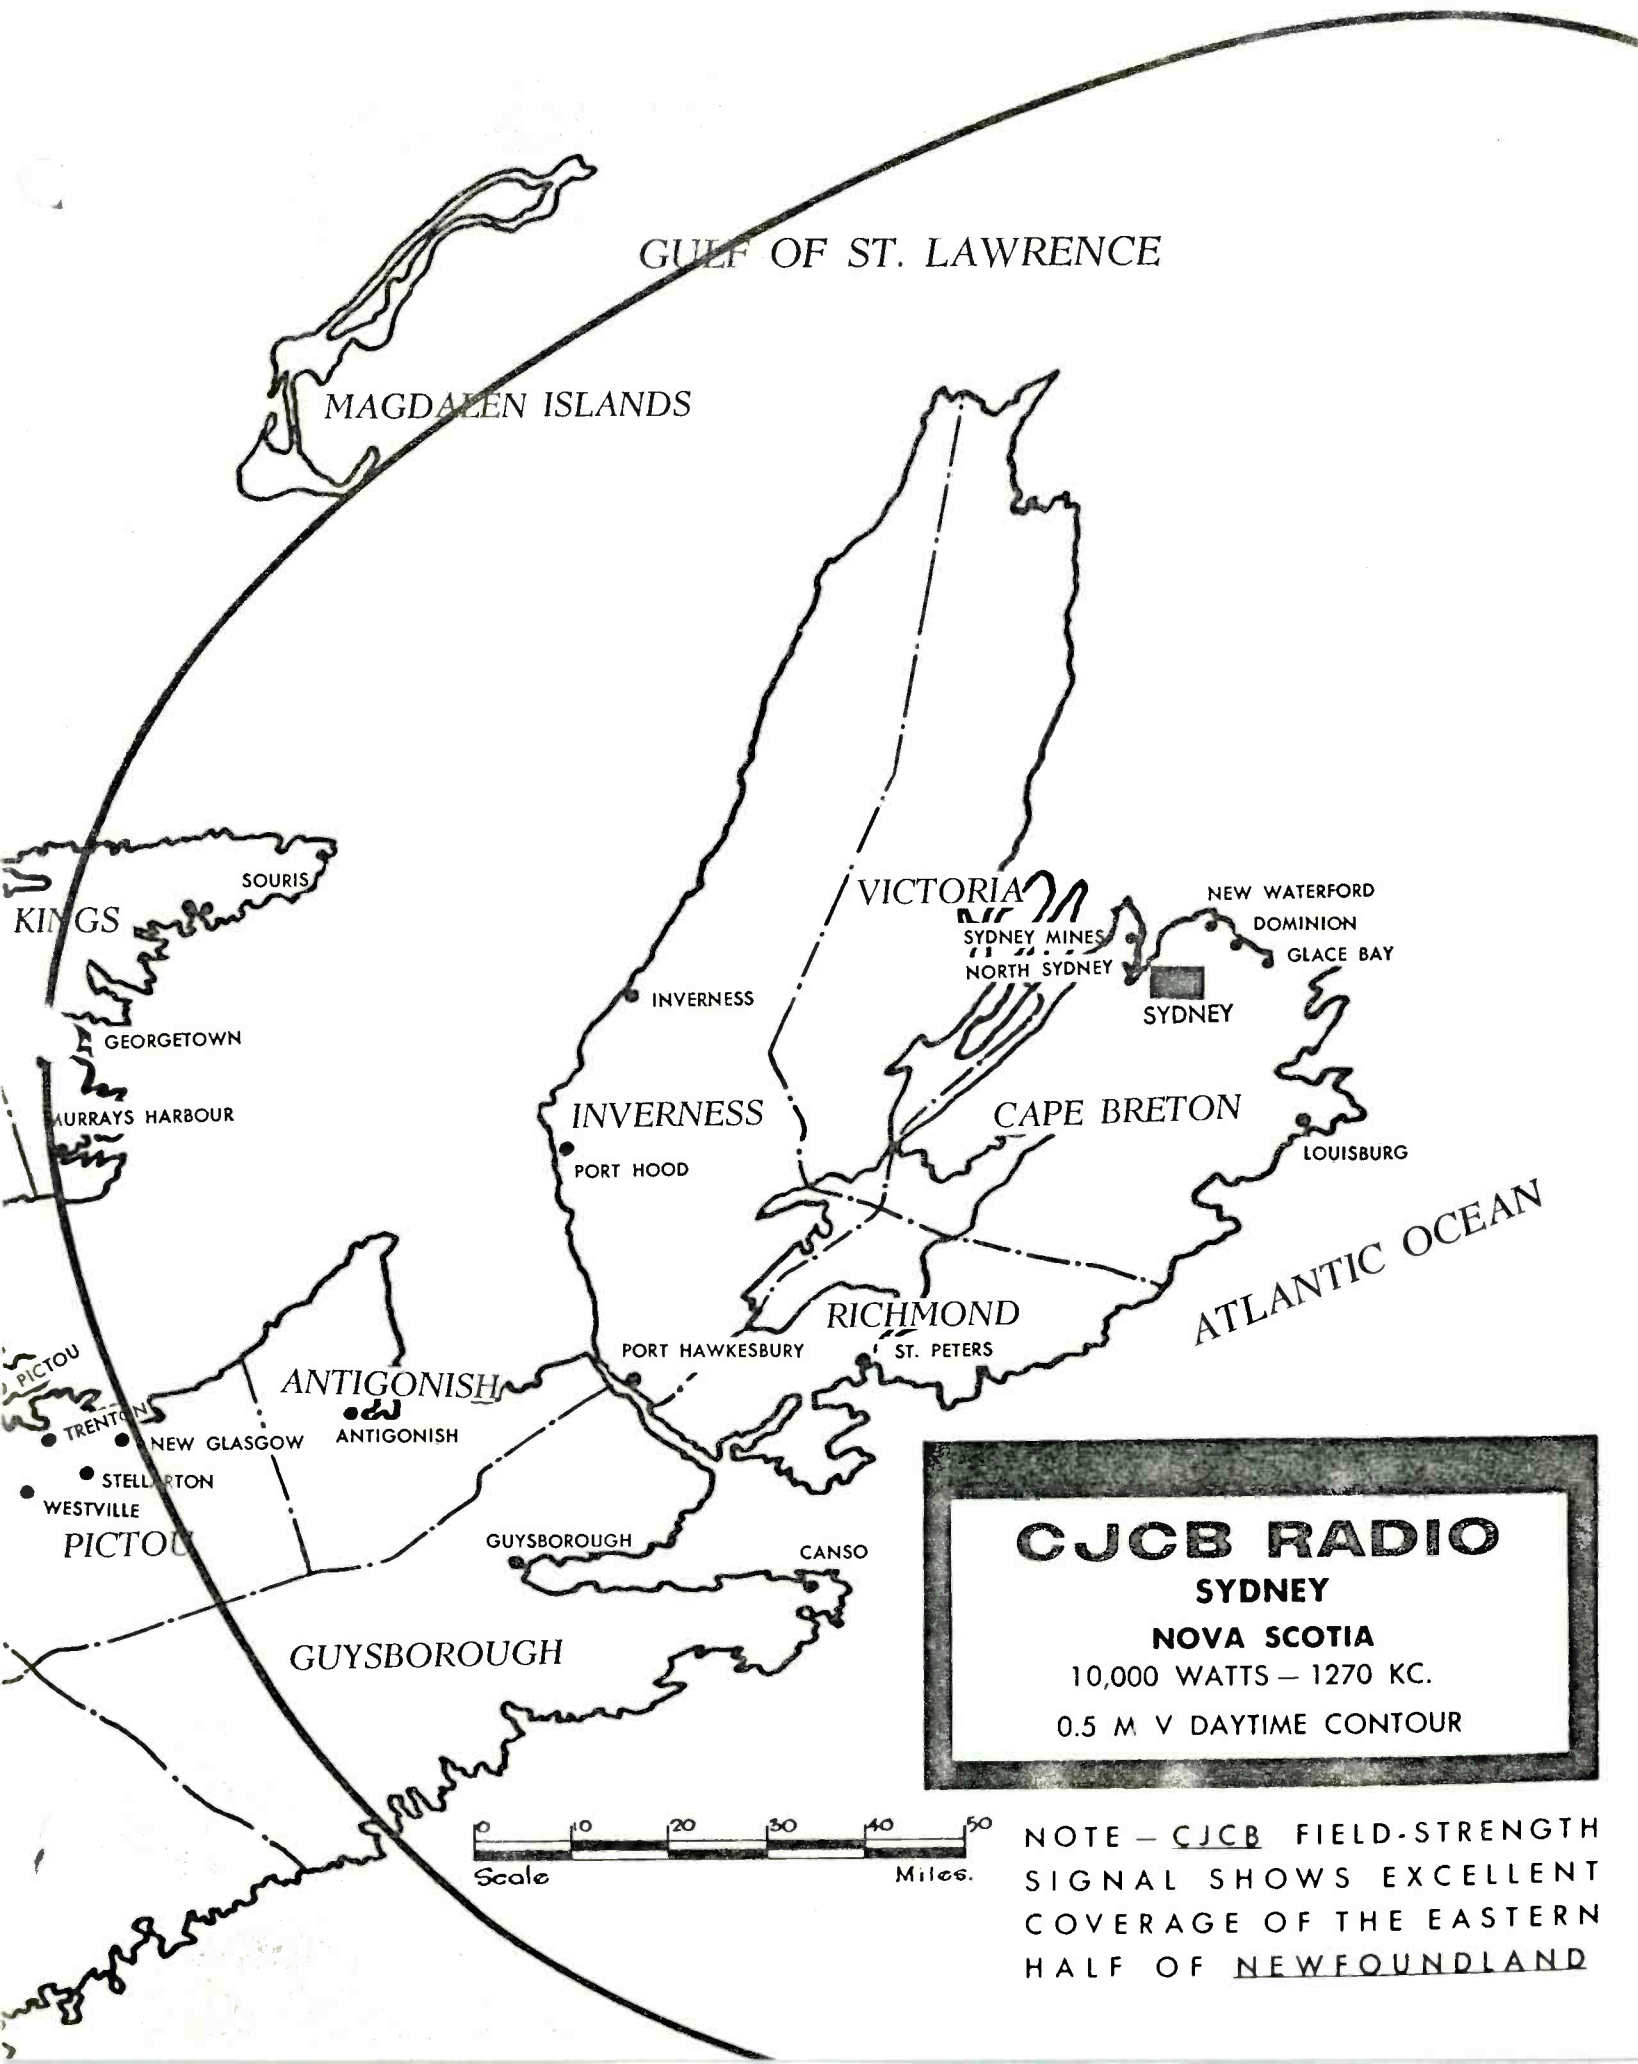 GULF OF ST. LAWRENCE
MAGDALEN ISLANDS
SOURIS
KINGS
VICTORIA
NEW WATERFORD
DOMINION
SYDNEY MINES
GLACE BAY
NORTH SYDNEY
INVERNESS
SYDNEY
GEORGETOWN
MURRAYS HARBOUR
INVERNESS
CAPE BRETON
PORT HOOD
LOUISBURG
ATLANTIC OCEAN
RICHMOND
PORT HAWKESBURY
ST. PETERS
PICTOU
ANTIGONISH
TRENTON
NEW GLASGOW
ANTIGONISH
STELLARTON
WESTVILLE
PICTOU
GUYSBOROUGH
CANSO
GUYSBOROUGH
CJCB RADIO
SYDNEY
NOVA SCOTIA
10,000 WATTS – 1270 KC.
0.5 M V DAYTIME CONTOUR
0 10 20 30 40 50
Scale Miles.
NOTE – CJCB FIELD-STRENGTH
SIGNAL SHOWS EXCELLENT
COVERAGE OF THE EASTERN
HALF OF NEWFOUNDLAND